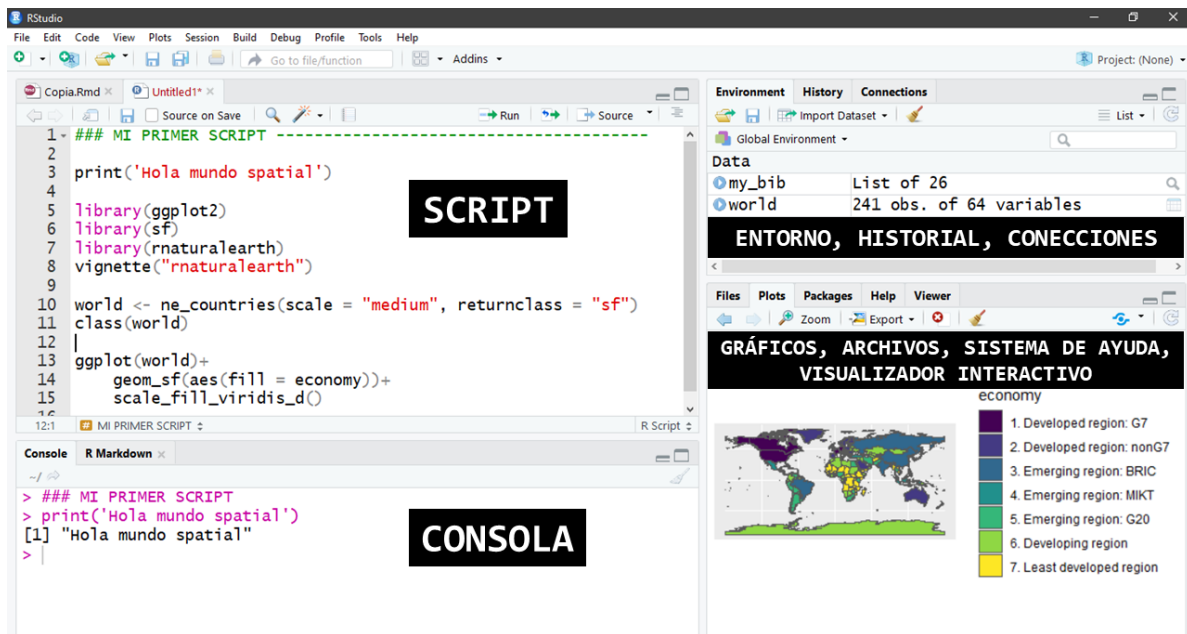 RStudio
File Edit Code View Plots Session Build Debug Profile Tools Help
Go to file/function Addins Project: (None)
Copia.Rmd Untitled1*
Source on Save Run Source
1 ### MI PRIMER SCRIPT ---------------------------------------
2
3 print('Hola mundo spatial')
4
5 library(ggplot2)
6 library(sf)
7 library(rnaturalearth)
8 vignette("rnaturalearth")
9
10 world <- ne_countries(scale = "medium", returnclass = "sf")
11 class(world)
12
13 ggplot(world)+
14 geom_sf(aes(fill = economy))+
15 scale_fill_viridis_d()
16
SCRIPT
12:1 # MI PRIMER SCRIPT R Script
Console R Markdown
~/
> ### MI PRIMER SCRIPT
> print('Hola mundo spatial')
[1] "Hola mundo spatial"
>
CONSOLA
Environment History Connections
Import Dataset List
Global Environment
Data
my_bib List of 26
world 241 obs. of 64 variables
ENTORNO, HISTORIAL, CONECCIONES
Files Plots Packages Help Viewer
Zoom Export
GRÁFICOS, ARCHIVOS, SISTEMA DE AYUDA,
VISUALIZADOR INTERACTIVO
economy
1. Developed region: G7
2. Developed region: nonG7
3. Emerging region: BRIC
4. Emerging region: MIKT
5. Emerging region: G20
6. Developing region
7. Least developed region